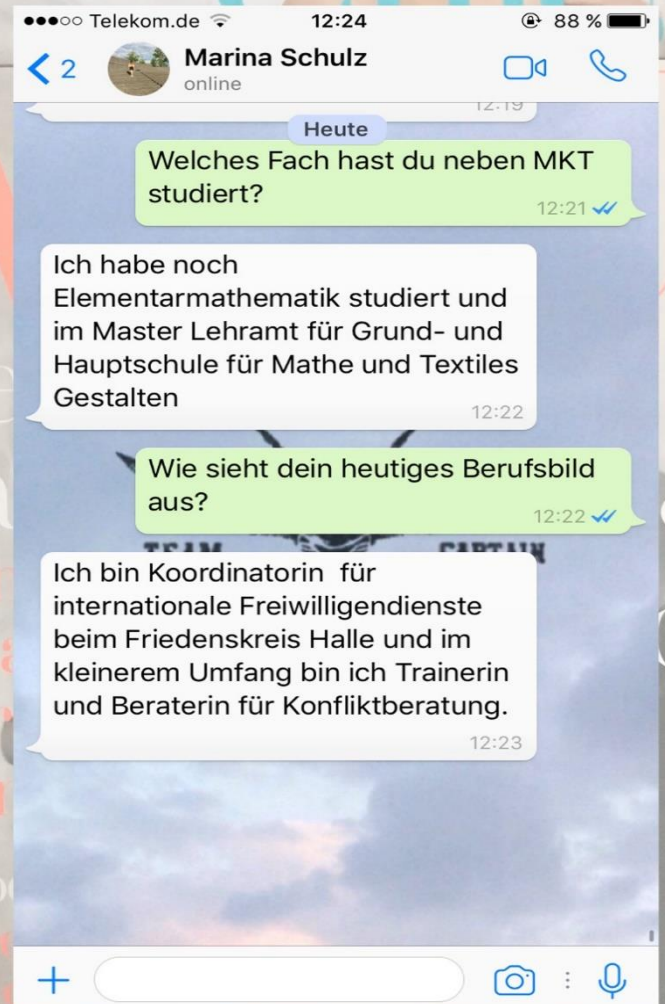 ●●●○○ Telekom.de 12:24 88 %
2 Marina Schulz
online
12:19
Heute
Welches Fach hast du neben MKT
studiert?
12:21
Ich habe noch
Elementarmathematik studiert und
im Master Lehramt für Grund- und
Hauptschule für Mathe und Textiles
Gestalten
12:22
Wie sieht dein heutiges Berufsbild
aus?
12:22
TEAM CAPTAIN
Ich bin Koordinatorin für
internationale Freiwilligendienste
beim Friedenskreis Halle und im
kleinerem Umfang bin ich Trainerin
und Beraterin für Konfliktberatung.
12:23